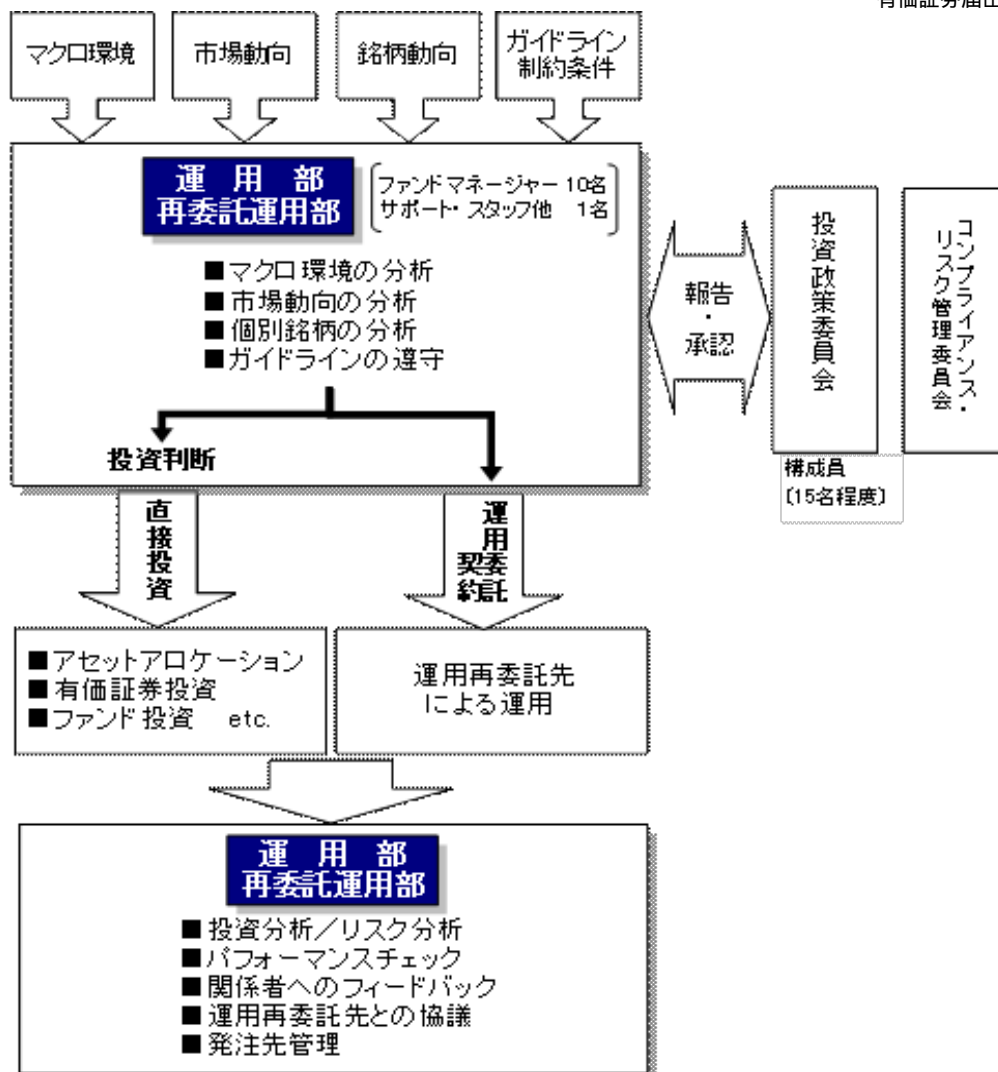 有価証券届出
マクロ環境
市場動向
銘柄動向
ガイドライン
制約条件
運 用 部
再委託運用部
ファンドマネージャー 10名
サポート・スタッフ他 1名
■マクロ環境の分析
■市場動向の分析
■個別銘柄の分析
■ガイドラインの遵守
投資判断
報告
・
承認
投資政策委員会
コンプライアンス・
リスク管理委員会
構成員
〔15名程度〕
直接投資
運用委託
契約
■アセットアロケーション
■有価証券投資
■ファンド投資 etc.
運用再委託先
による運用
運 用 部
再委託運用部
■投資分析／リスク分析
■パフォーマンスチェック
■関係者へのフィードバック
■運用再委託先との協議
■発注先管理